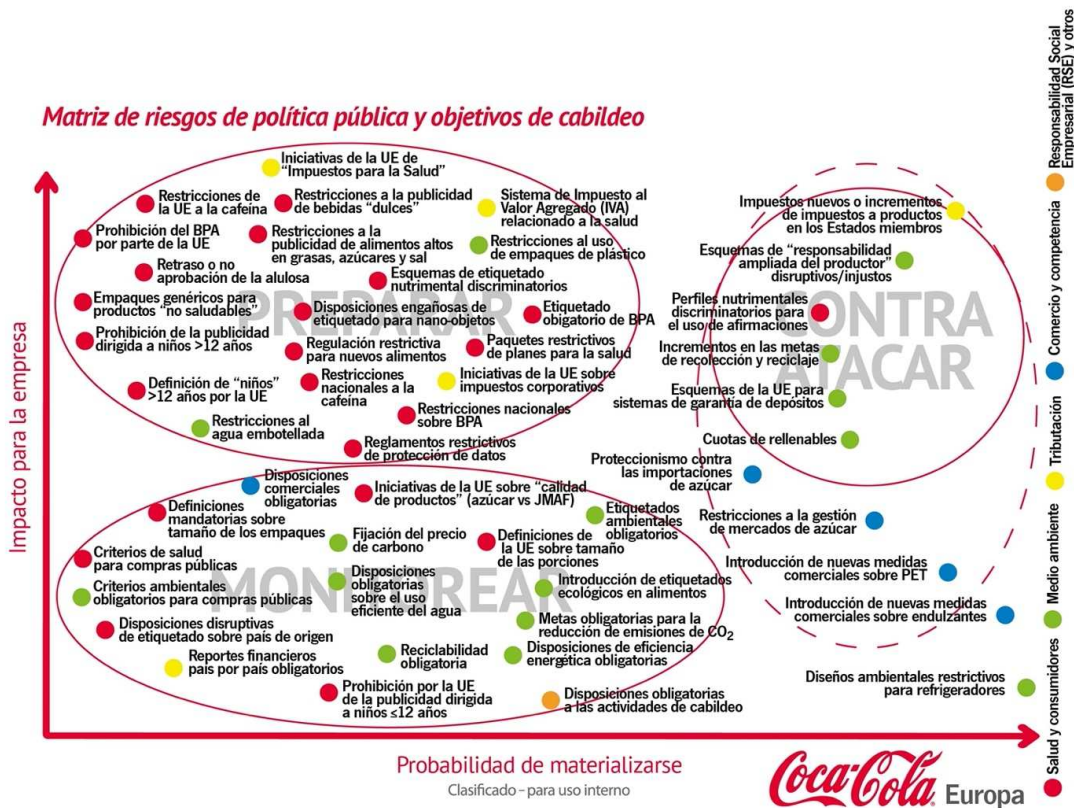 Matriz de riesgos de política pública y objetivos de cabildeo
Impacto para la empresa
PREPARAR
Iniciativas de la UE de
“Impuestos para la Salud”
Restricciones de
la UE a la cafeína
Restricciones a la publicidad
de bebidas “dulces”
Sistema de Impuesto al
Valor Agregado (IVA)
relacionado a la salud
Prohibición del BPA
por parte de la UE
Restricciones a la
publicidad de alimentos altos
en grasas, azúcares y sal
Restricciones al uso
de empaques de plástico
Retraso o no
aprobación de la alulosa
Esquemas de etiquetado
nutrimental discriminatorios
Empaques genéricos para
productos “no saludables”
Disposiciones engañosas de
etiquetado para nano-objetos
Etiquetado
obigatorio de BPA
Prohibición de la publicidad
dirigida a niños >12 años
Regulación restrictiva
para nuevos alimentos
Paquetes restrictivos
de planes para la salud
Definición de “niños”
>12 años por la UE
Restricciones
nacionales a la
cafeína
Iniciativas de la UE sobre
impuestos corporativos
Restricciones al
agua embotellada
Restricciones nacionales
sobre BPA
Reglamentos restrictivos
de protección de datos
CONTRA
ATACAR
Impuestos nuevos o incrementos
de impuestos a productos
en los Estados miembros
Esquemas de “responsabilidad
ampliada del productor”
disruptivos/injustos
Perfiles nutrimentales
discriminatorios para
el uso de afirmaciones
Incrementos en las metas
de recolección y reciclaje
Esquemas de la UE para
sistemas de garantía de depósitos
Cuotas de rellenables
Proteccionismo contra
las importaciones
de azúcar
Restricciones a la gestión
de mercados de azúcar
Introducción de nuevas medidas
comerciales sobre PET
Introducción de nuevas medidas
comerciales sobre endulzantes
Diseños ambientales restrictivos
para refrigeradores
MONITOREAR
Disposiciones
comerciales
obligatorias
Iniciativas de la UE sobre “calidad
de productos” (azúcar vs JMAF)
Definiciones
mandatorias sobre
tamaño de los empaques
Etiquetados
ambientales
obligatorios
Fijación del precio
de carbono
Definiciones de
la UE sobre tamaño
de las porciones
Criterios de salud
para compras públicas
Disposiciones
obligatorias
sobre el uso
eficiente del agua
Introducción de etiquetados
ecológicos en alimentos
Criterios ambientales
obligatorios para compras públicas
Metas obligatorias para la
reducción de emisiones de CO2
Disposiciones disruptivas
de etiquetado sobre país de origen
Reciclabilidad
obligatoria
Disposiciones de eficiencia
energética obligatorias
Reportes financieros
país por país obligatorios
Prohibición por la UE
de la publicidad dirigida
a niños ≤12 años
Disposiciones obligatorias
a las actividades de cabildeo
Probabilidad de materializarse
Clasificado – para uso interno
Coca-Cola Europa
Salud y consumidores
Medio ambiente
Tributación
Comercio y competencia
Responsabilidad Social
Empresarial (RSE) y otros